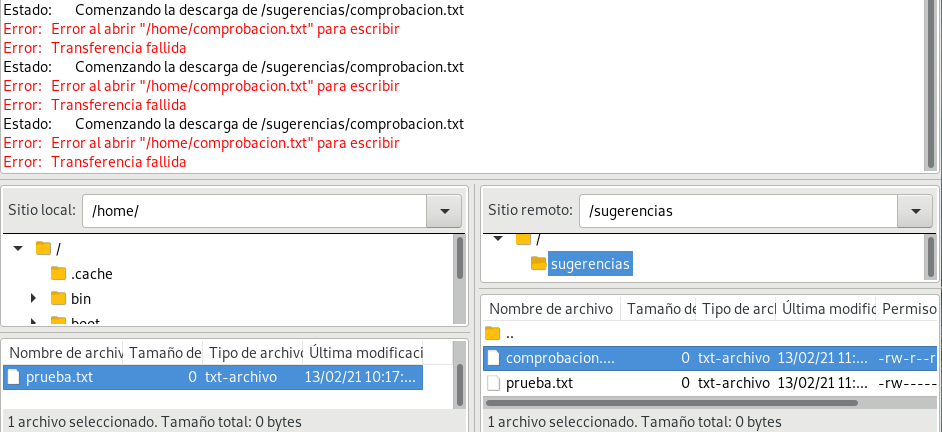 Estado: Comenzando la descarga de /sugerencias/comprobacion.txt
Error: Error al abrir "/home/comprobacion.txt" para escribir
Error: Transferencia fallida
Estado: Comenzando la descarga de /sugerencias/comprobacion.txt
Error: Error al abrir "/home/comprobacion.txt" para escribir
Error: Transferencia fallida
Estado: Comenzando la descarga de /sugerencias/comprobacion.txt
Error: Error al abrir "/home/comprobacion.txt" para escribir
Error: Transferencia fallida
Sitio local: /home/
/
.cache
bin
boot
Nombre de archiv Tamaño de Tipo de archivo Última modificaci
prueba.txt 0 txt-archivo 13/02/21 10:17:...
1 archivo seleccionado. Tamaño total: 0 bytes
Sitio remoto: /sugerencias
/
sugerencias
Nombre de archivo Tamaño de Tipo de arcl Última modific Permiso
..
comprobacion.... 0 txt-archivo 13/02/21 11:... -rw-r--r
prueba.txt 0 txt-archivo 13/02/21 11:... -rw-----
1 archivo seleccionado. Tamaño total: 0 bytes